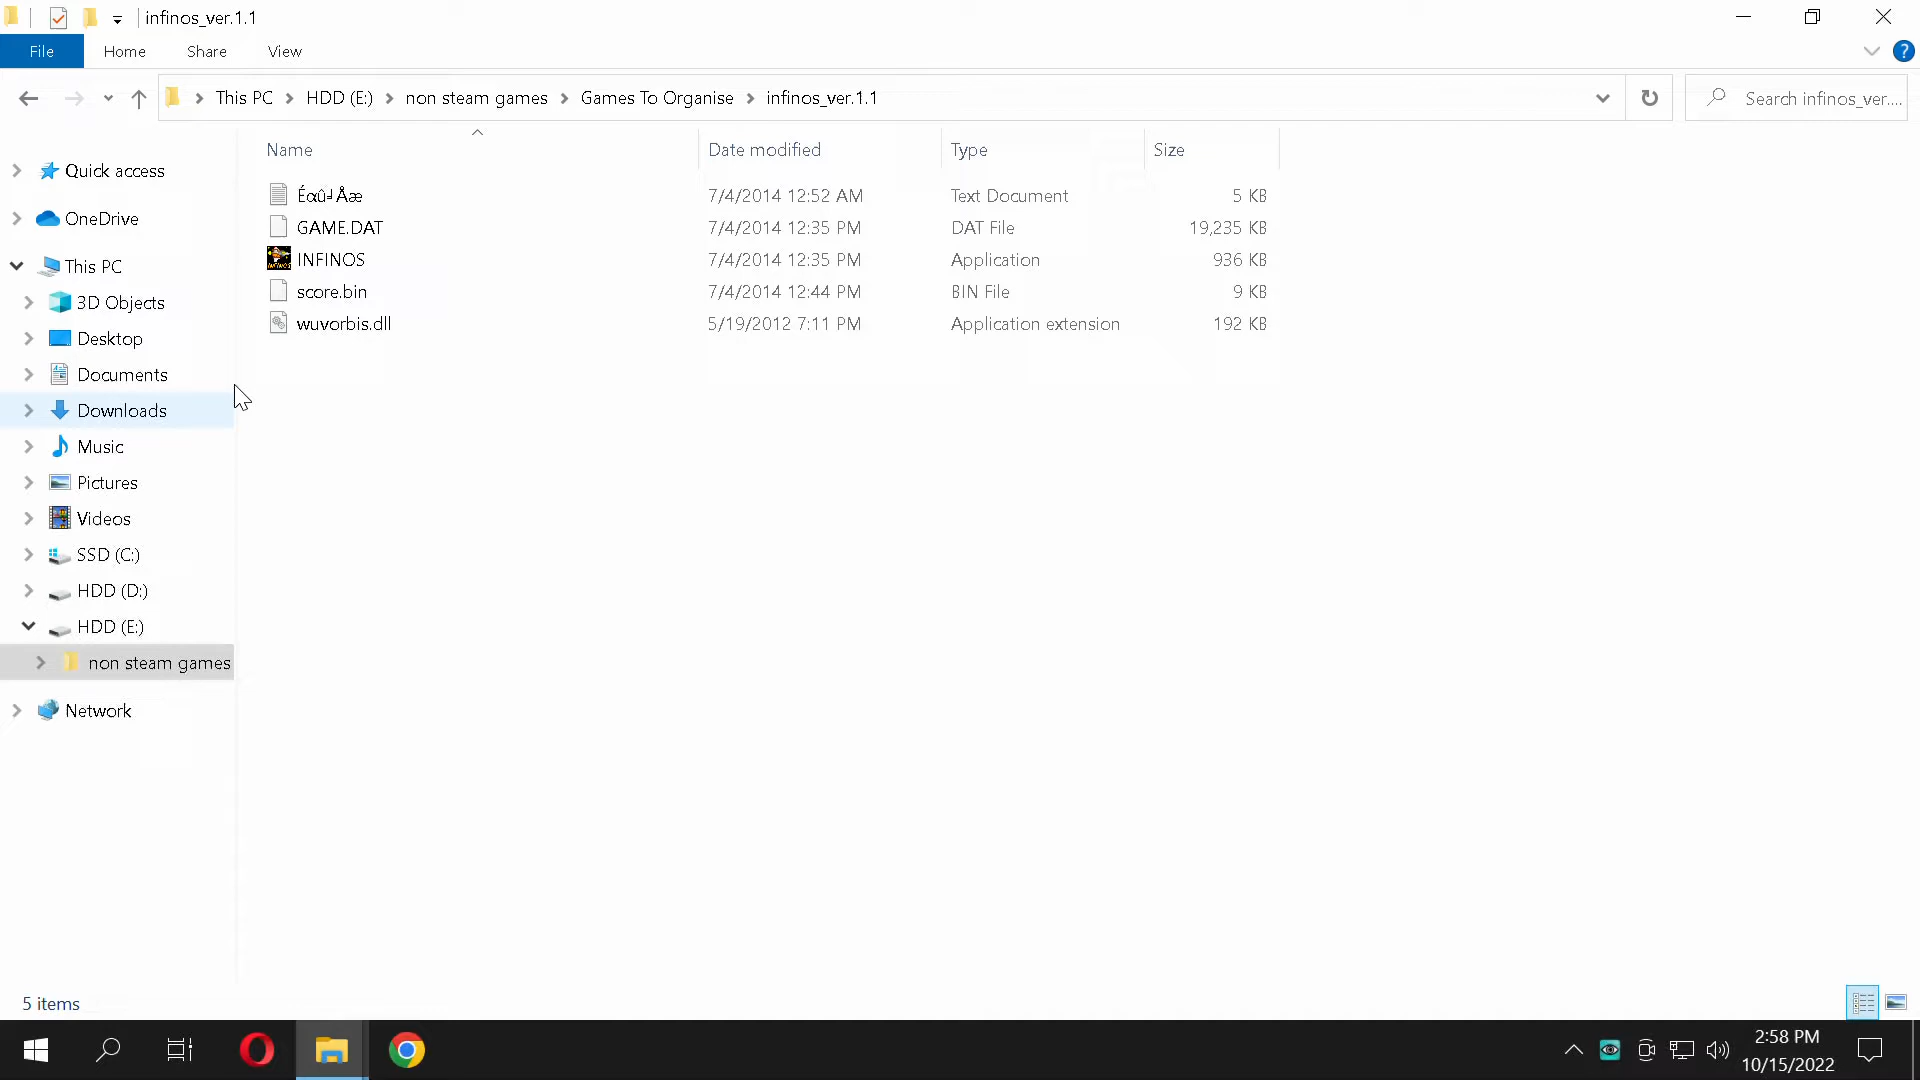 infinos_ver.1.1
File Home Share View
This PC HDD (E:) non steam games Games To Organise infinos_ver.1.1 Search infinos_ver....
Name Date modified Type Size
Éαû╛Åæ 7/4/2014 12:52 AM Text Document 5 KB
GAME.DAT 7/4/2014 12:35 PM DAT File 19,235 KB
INFINOS 7/4/2014 12:35 PM Application 936 KB
score.bin 7/4/2014 12:44 PM BIN File 9 KB
wuvorbis.dll 5/19/2012 7:11 PM Application extension 192 KB
Quick access
OneDrive
This PC
3D Objects
Desktop
Documents
Downloads
Music
Pictures
Videos
SSD (C:)
HDD (D:)
HDD (E:)
non steam games
Network
5 items
2:58 PM
10/15/2022